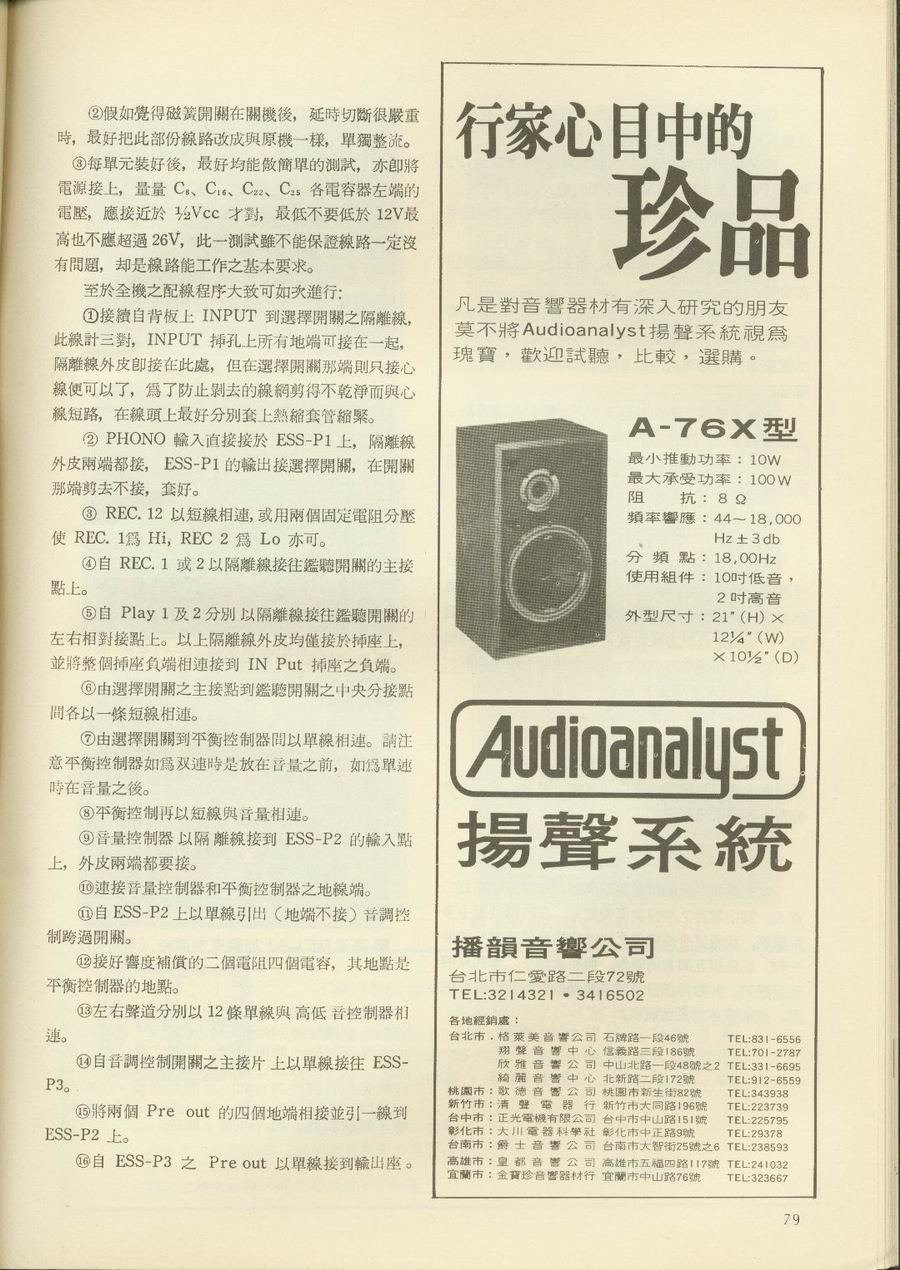 ②假如覺得磁簧開關在關機後，延時切斷很嚴重
時，最好把此部份線路改成與原機一樣，單獨整流。
③每單元裝好後，最好均能做簡單的測試，亦卽將
電源接上，量量 C₈、C₁₆、C₂₂、C₂₅ 各電容器左端的
電壓，應接近於 ½Vcc 才對，最低不要低於 12V最
高也不應超過 26V，此一測試雖不能保證線路一定沒
有問題，却是線路能工作之基本要求。
至於全機之配線程序大致可如次進行:
①接續自背板上 INPUT 到選擇開關之隔離線，
此線計三對，INPUT 揷孔上所有地端可接在一起，
隔離線外皮卽接在此處，但在選擇開關那端則只接心
線便可以了，爲了防止剝去的線網剪得不乾淨而與心
線短路，在線頭上最好分別套上熱縮套管縮緊。
② PHONO 輸入直接接於 ESS-P1 上，隔離線
外皮兩端都接， ESS-P1 的輸出接選擇開關，在開關
那端剪去不接，套好。
③ REC. 12 以短線相連,或用兩個固定電阻分壓
使 REC. 1爲 Hi, REC 2 爲 Lo 亦可。
④自 REC. 1 或 2 以隔離線接往鑑聽開關的主接
點上。
⑤自 Play 1 及 2 分別 以隔離線接往鑑聽開關的
左右相對接點上。以上隔離線外皮均僅接於揷座上，
並將整個揷座負端相連接到 IN Put 揷座之負端。
⑥由選擇開關之主接點到鑑聽開關之中央分接點
間各以一條短線相連。
⑦由選擇開關到平衡控制器間以單線相連。請注
意平衡控制器如爲双連時是放在音量之前，如爲單連
時在音量之後。
⑧平衡控制再以短線與音量相連。
⑨音量控制器 以隔 離線接到 ESS-P2 的輸入點
上，外皮兩端都要接。
⑩連接音量控制器和平衡控制器之地線端。
⑪自 ESS-P2 上以單線引出（地端不接）音調控
制跨過開關。
⑫接好響度補償的二個電阻四個電容，其地點是
平衡控制器的地點。
⑬左右聲道分別以 12 條單線與 高低 音控制器相
連。
⑭自音調控制開關之主接片 上以單線接往 ESS-
P3。
⑮將兩個 Pre out 的四個地端相接並引一線到
ESS-P2 上。
⑯自 ESS-P3 之 Pre out 以單線接到輸出座。
行家心目中的
珍品
凡是對音響器材有深入研究的朋友
莫不將Audioanalyst揚聲系統視爲
瑰寶，歡迎試聽，比較，選購。
A-76X型
最小推動功率：10W
最大承受功率：100W
阻 抗：8 Ω
頻率響應：44～18,000
Hz±3db
分 頻 點：18,00Hz
使用組件：10吋低音，
2吋高音
外型尺寸：21"(H)×
12¼"(W)
×10½"(D)
Audioanalyst
揚聲系統
播韻音響公司
台北市仁愛路二段72號
TEL:3214321 • 3416502
各地經銷處：
台北市．格萊美音響公司 石牌路一段46號 TEL:831-6556
翔聲音響中心 信義路三段186號 TEL:701-2787
欣雅音響公司 中山北路一段48號之2 TEL:331-6695
綺麗音響中心 北新路二段172號 TEL:912-6559
桃園市：歌德音響公司 桃園市新生街82號 TEL:343938
新竹市：清聲電器行 新竹市大同路196號 TEL:223739
台中市：正光電機有限公司 台中市中山路151號 TEL:225795
彰化市：大川電器科學社 彰化市中正路9號 TEL:29378
台南市：爵士音響公司 台南市大智街25號之6 TEL:238593
高雄市：皇都音響公司 高雄市五福四路117號 TEL:241032
宜蘭市：金寶珍音響器材行 宜蘭市中山路76號 TEL:323667
79